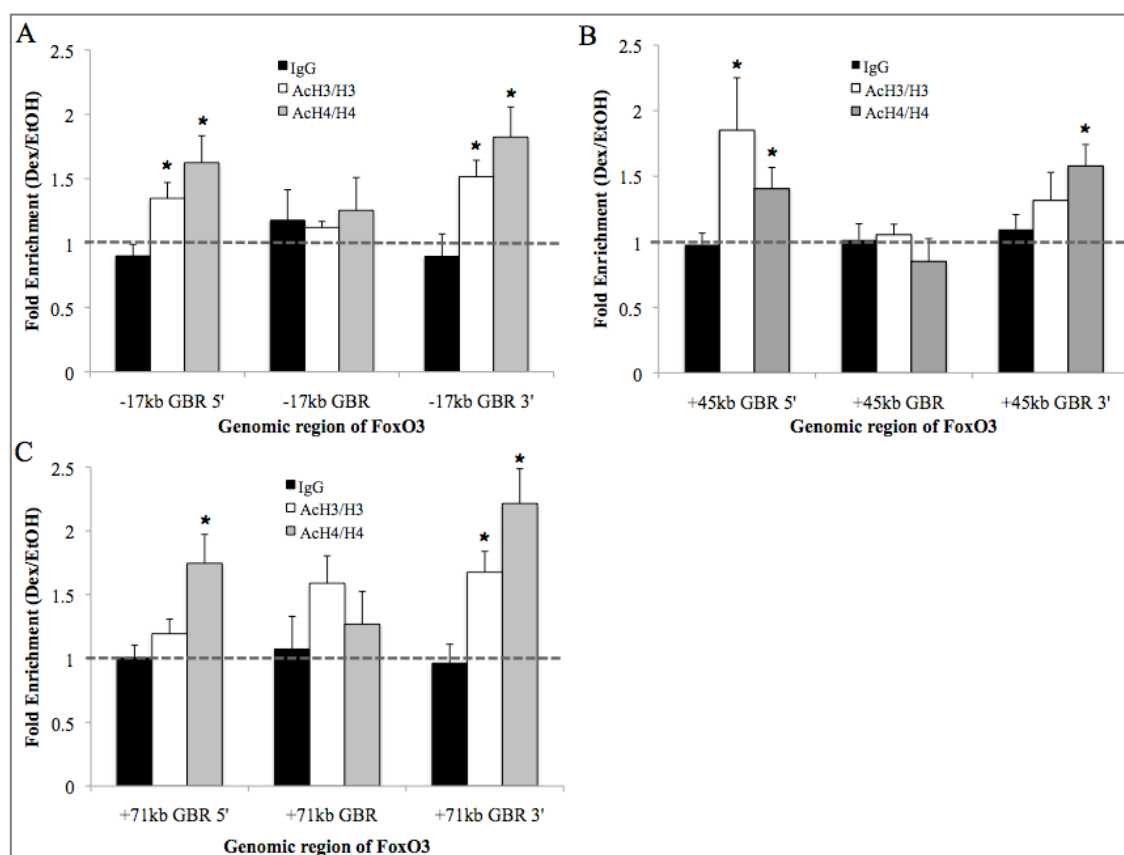 A
Fold Enrichment (Dex/EtOH)
2.5
2
1.5
1
0.5
0
IgG
AcH3/H3
AcH4/H4
* * * *
-17kb GBR 5' -17kb GBR -17kb GBR 3'
Genomic region of FoxO3
B
Fold Enrichment (Dex/EtOH)
2.5
2
1.5
1
0.5
0
IgG
AcH3/H3
AcH4/H4
* * *
+45kb GBR 5' +45kb GBR +45kb GBR 3'
Genomic region of FoxO3
C
Fold Enrichment (Dex/EtOH)
2.5
2
1.5
1
0.5
0
IgG
AcH3/H3
AcH4/H4
* * *
+71kb GBR 5' +71kb GBR +71kb GBR 3'
Genomic region of FoxO3